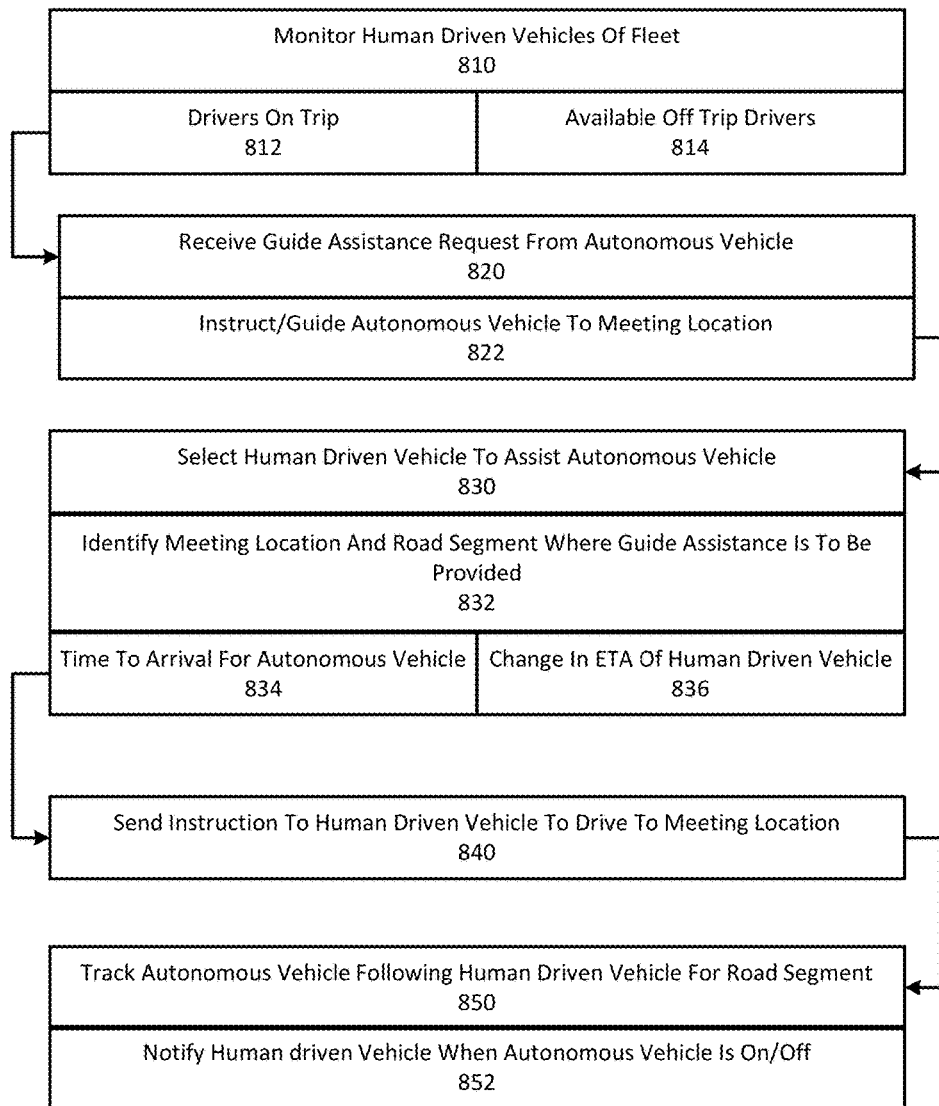 Monitor Human Driven Vehicles Of Fleet
810
Drivers On Trip
812
Available Off Trip Drivers
814
Receive Guide Assistance Request From Autonomous Vehicle
820
Instruct/Guide Autonomous Vehicle To Meeting Location
822
Select Human Driven Vehicle To Assist Autonomous Vehicle
830
Identify Meeting Location And Road Segment Where Guide Assistance Is To Be
Provided
832
Time To Arrival For Autonomous Vehicle
834
Change In ETA Of Human Driven Vehicle
836
Send Instruction To Human Driven Vehicle To Drive To Meeting Location
840
Track Autonomous Vehicle Following Human Driven Vehicle For Road Segment
850
Notify Human driven Vehicle When Autonomous Vehicle Is On/Off
852